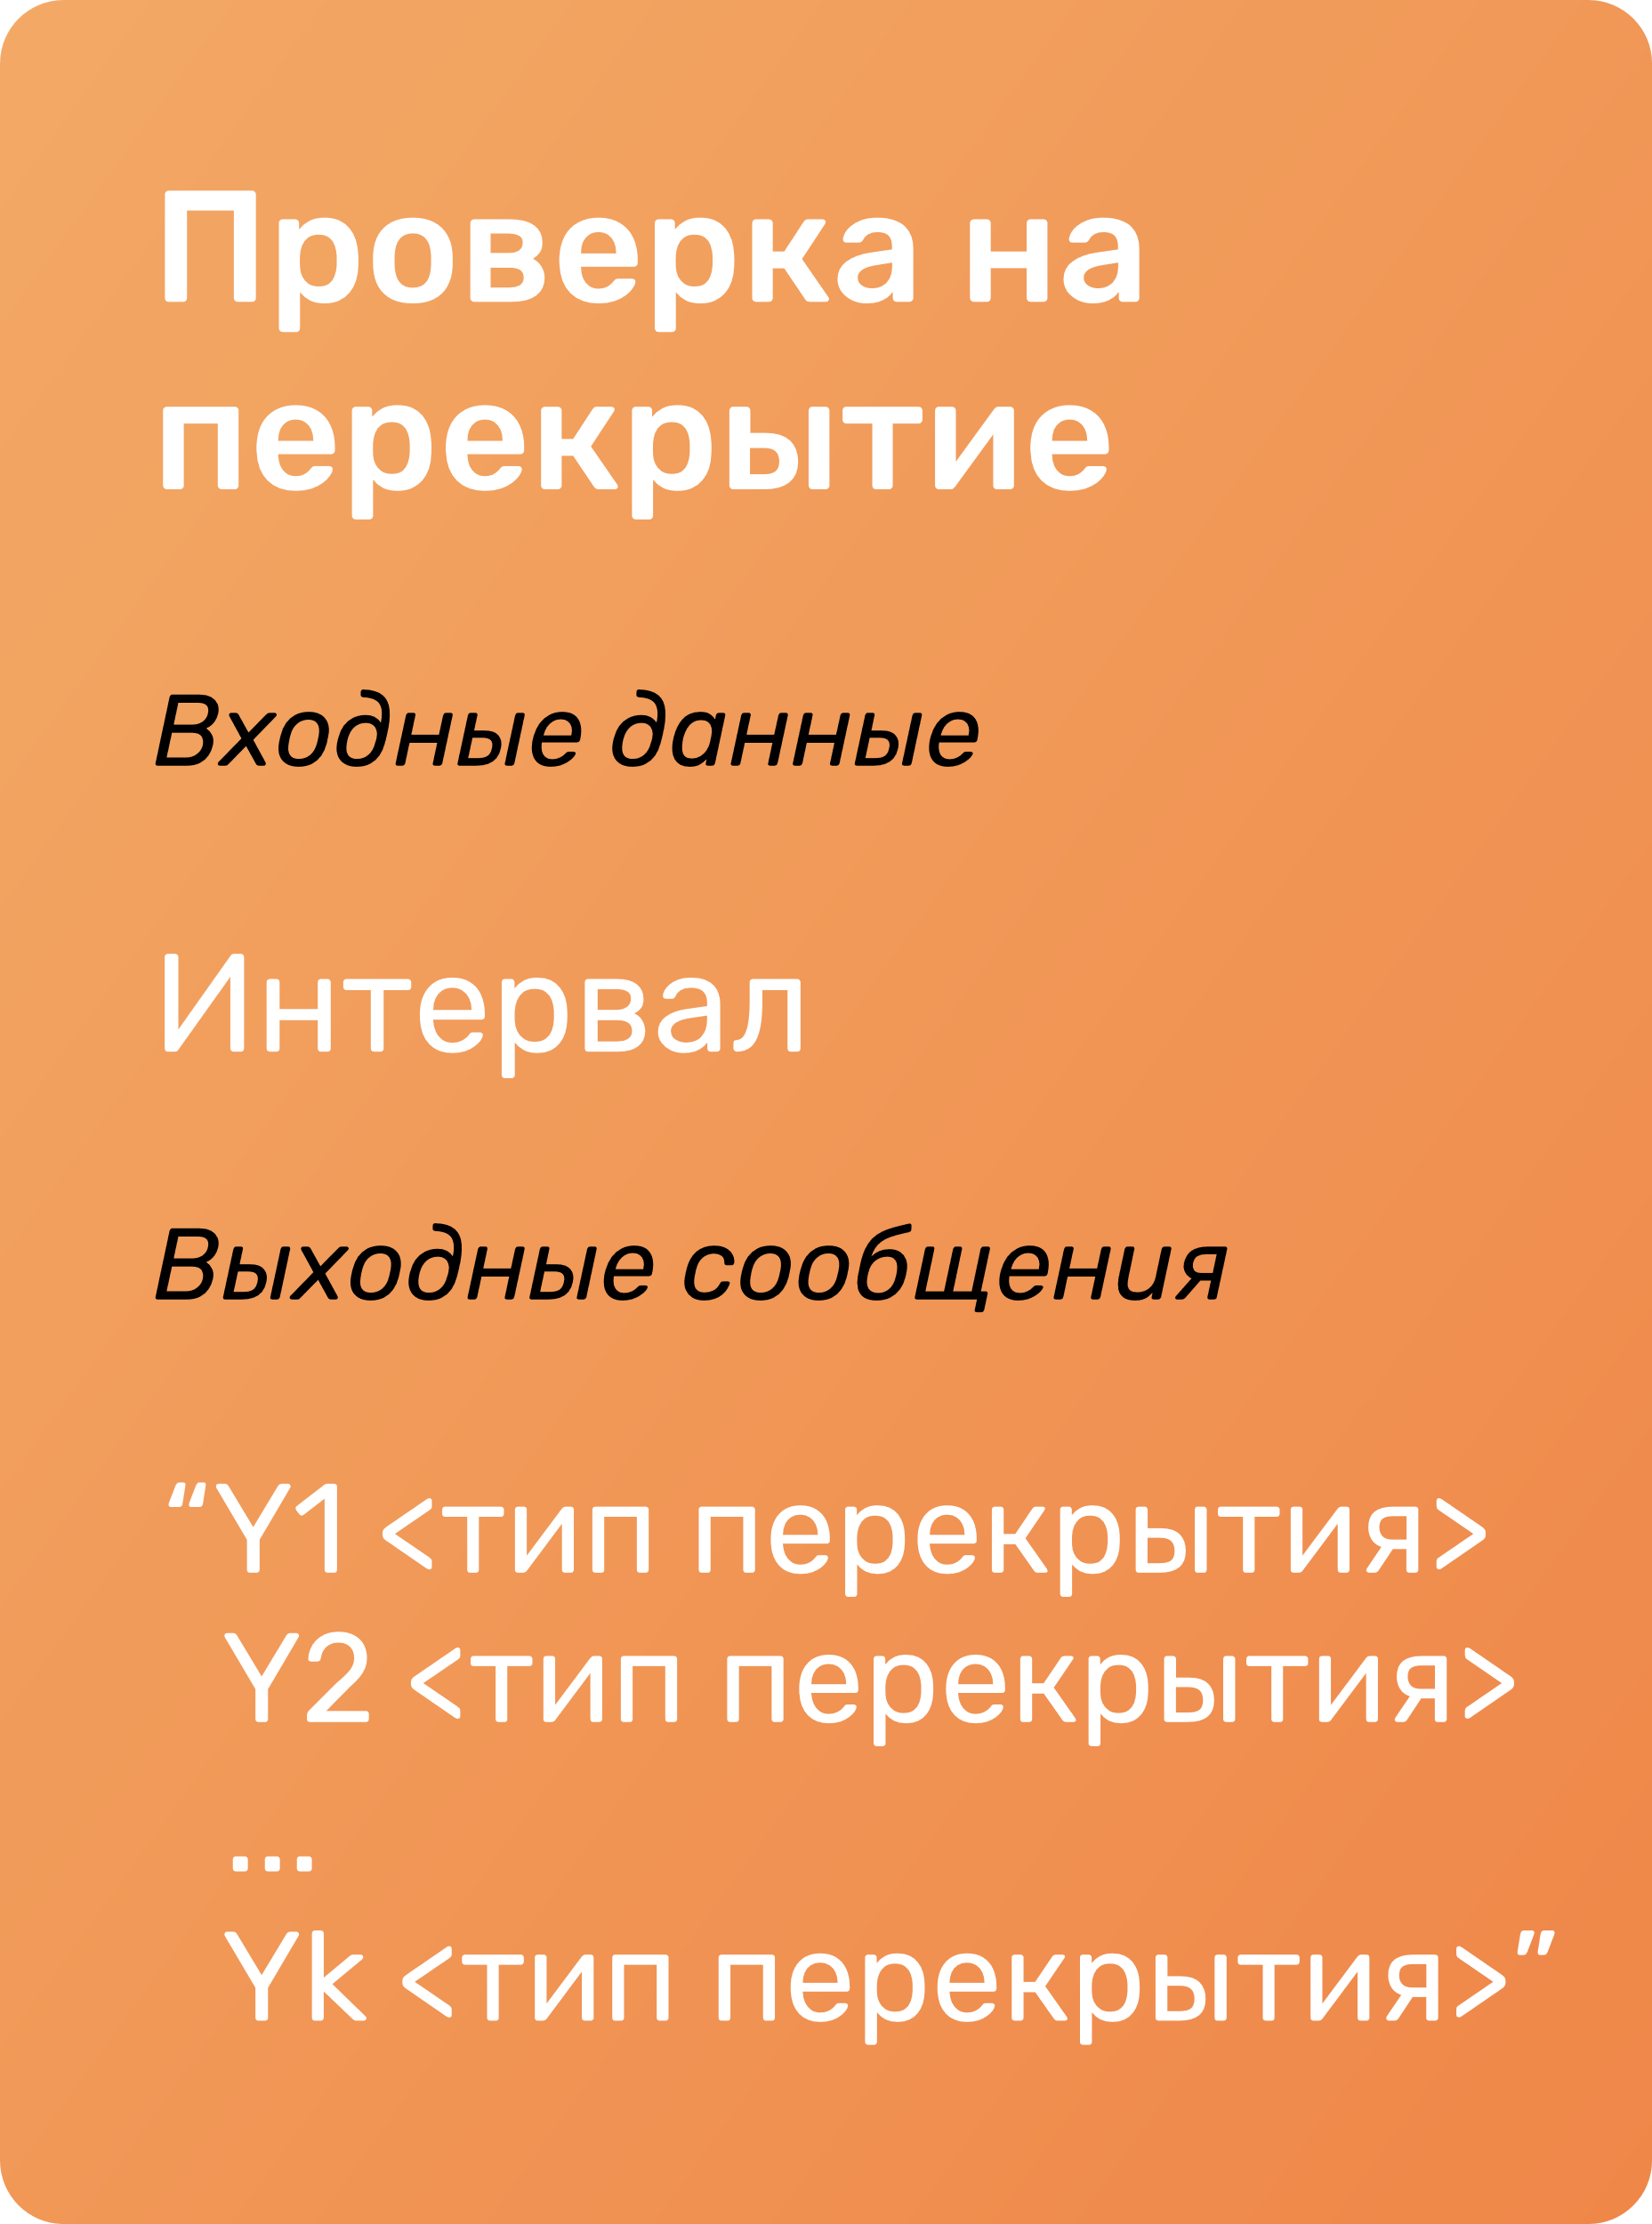 Проверка на
перекрытие
Входные данные
Интервал
Выходные сообщения
“Y1 <тип перекрытия>
Y2 <тип перекрытия>
...
Yk <тип перекрытия>”